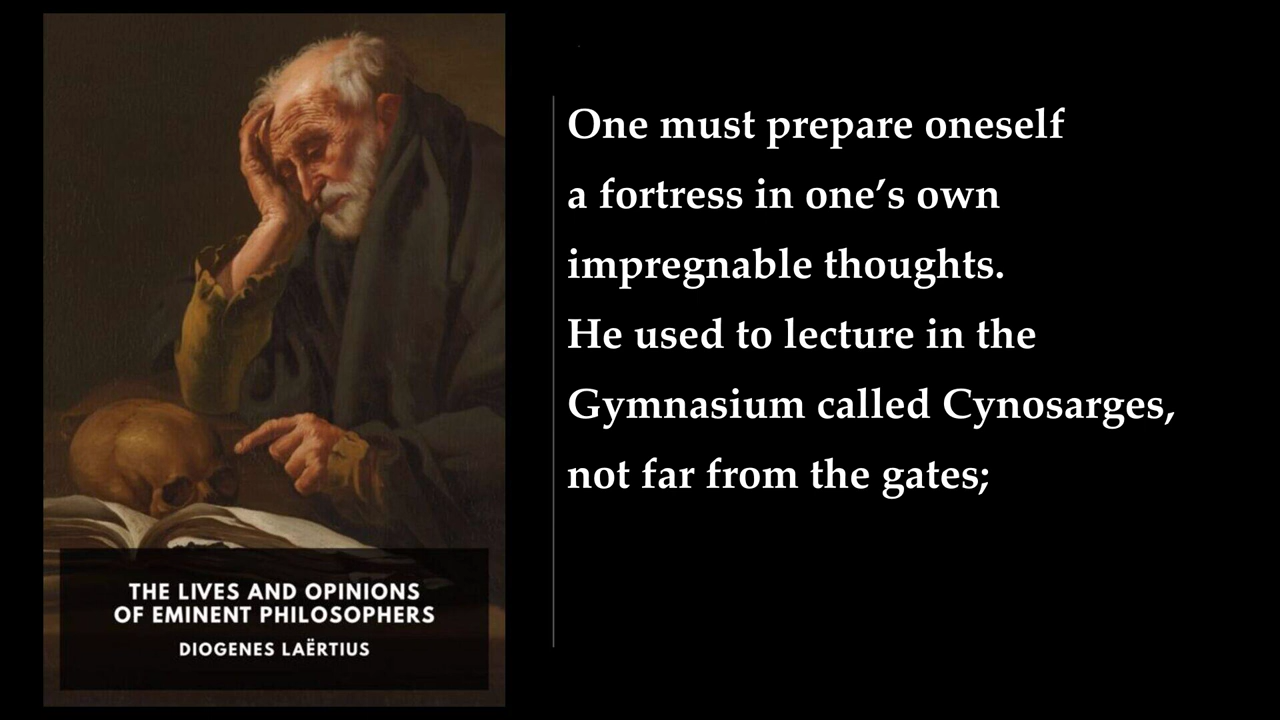 One must prepare oneself
a fortress in one’s own
impregnable thoughts.
He used to lecture in the
Gymnasium called Cynosarges,
not far from the gates;
THE LIVES AND OPINIONS
OF EMINENT PHILOSOPHERS
DIOGENES LAËRTIUS